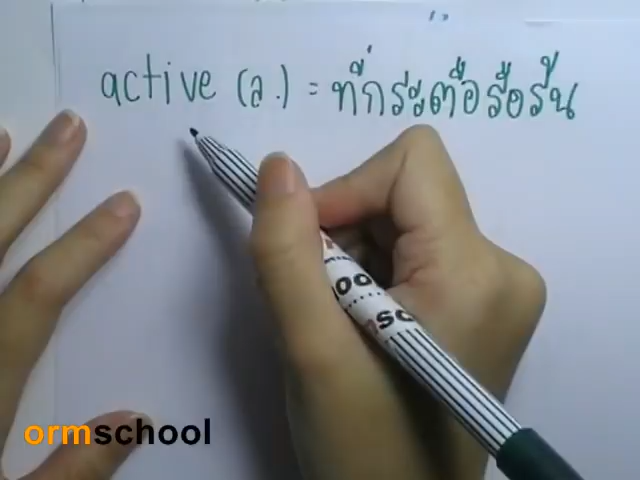 active (a.) = ที่กระตือรือร้น
ormschool